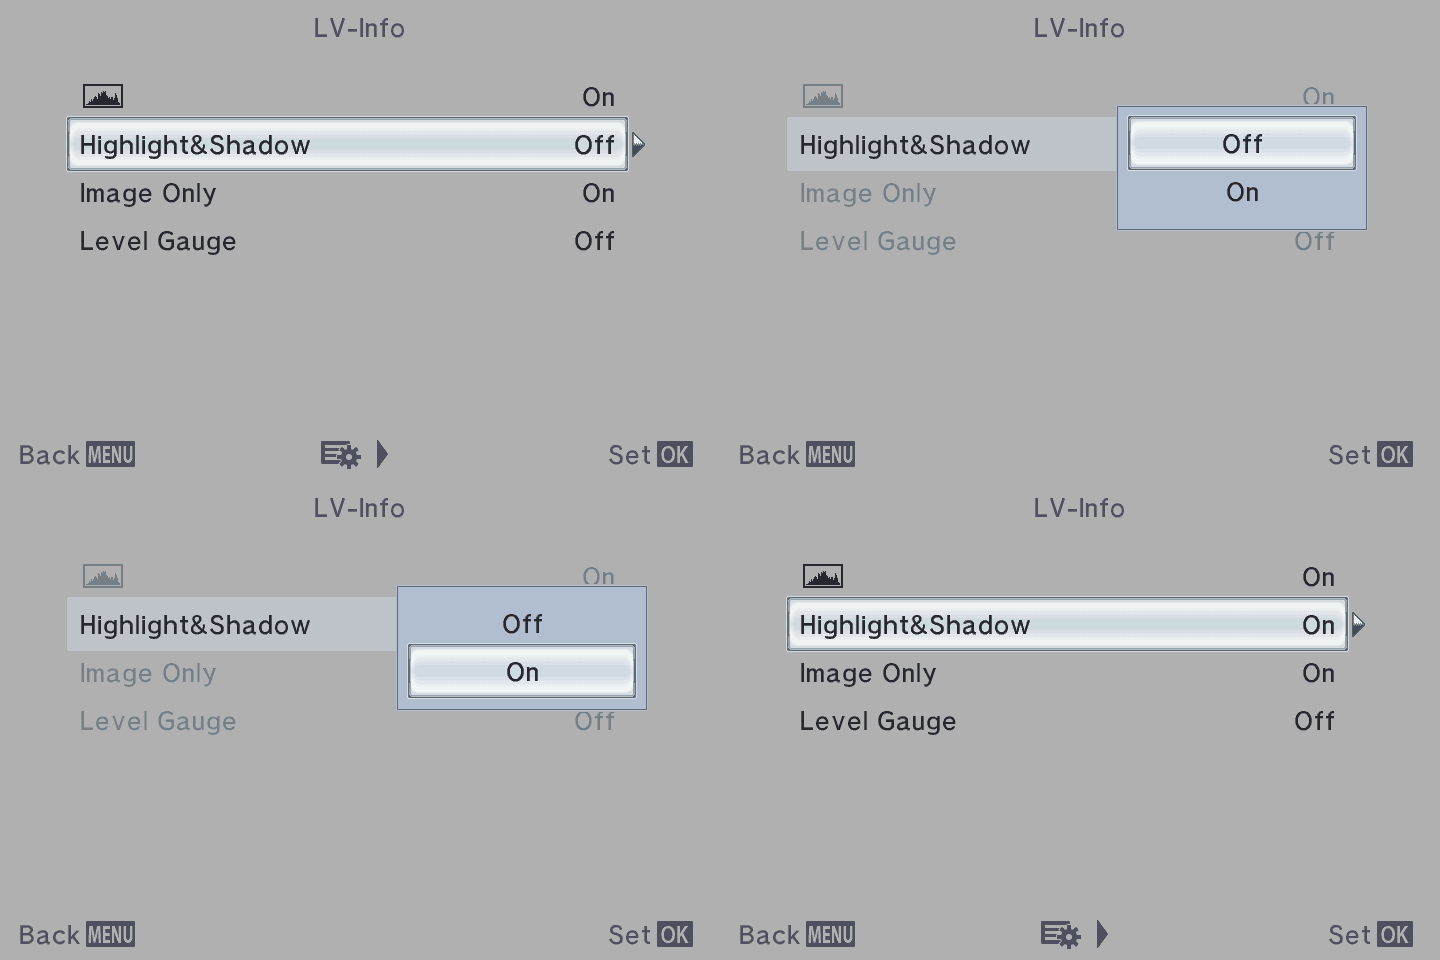 LV-Info
On
Highlight&Shadow Off
Image Only On
Level Gauge Off
Back MENU Set OK
LV-Info
On
Highlight&Shadow Off
Image Only On
Level Gauge Off
Back MENU Set OK
LV-Info
On
Highlight&Shadow Off
Image Only On
Level Gauge Off
Back MENU Set OK
LV-Info
On
Highlight&Shadow On
Image Only On
Level Gauge Off
Back MENU Set OK